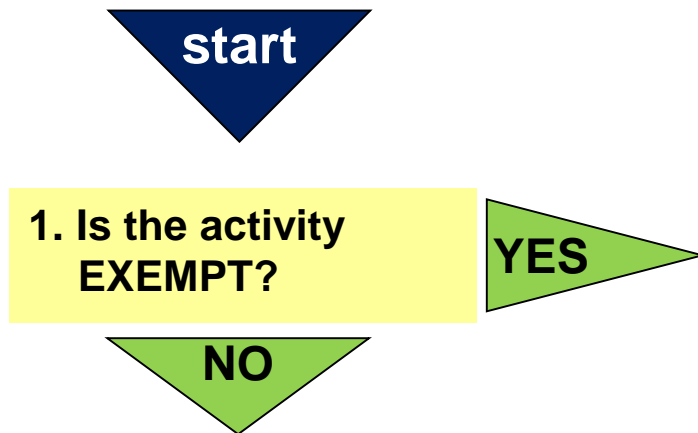 start
1. Is the activity
EXEMPT?
YES
NO